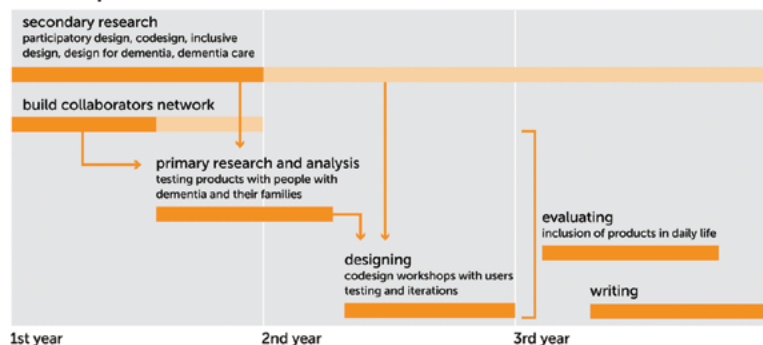 secondary research
participatory design, codesign, inclusive
design, design for dementia, dementia care
build collaborators network
primary research and analysis
testing products with people with
dementia and their families
evaluating
inclusion of products in daily life
designing
codesign workshops with users
testing and iterations
writing
1st year
2nd year
3rd year